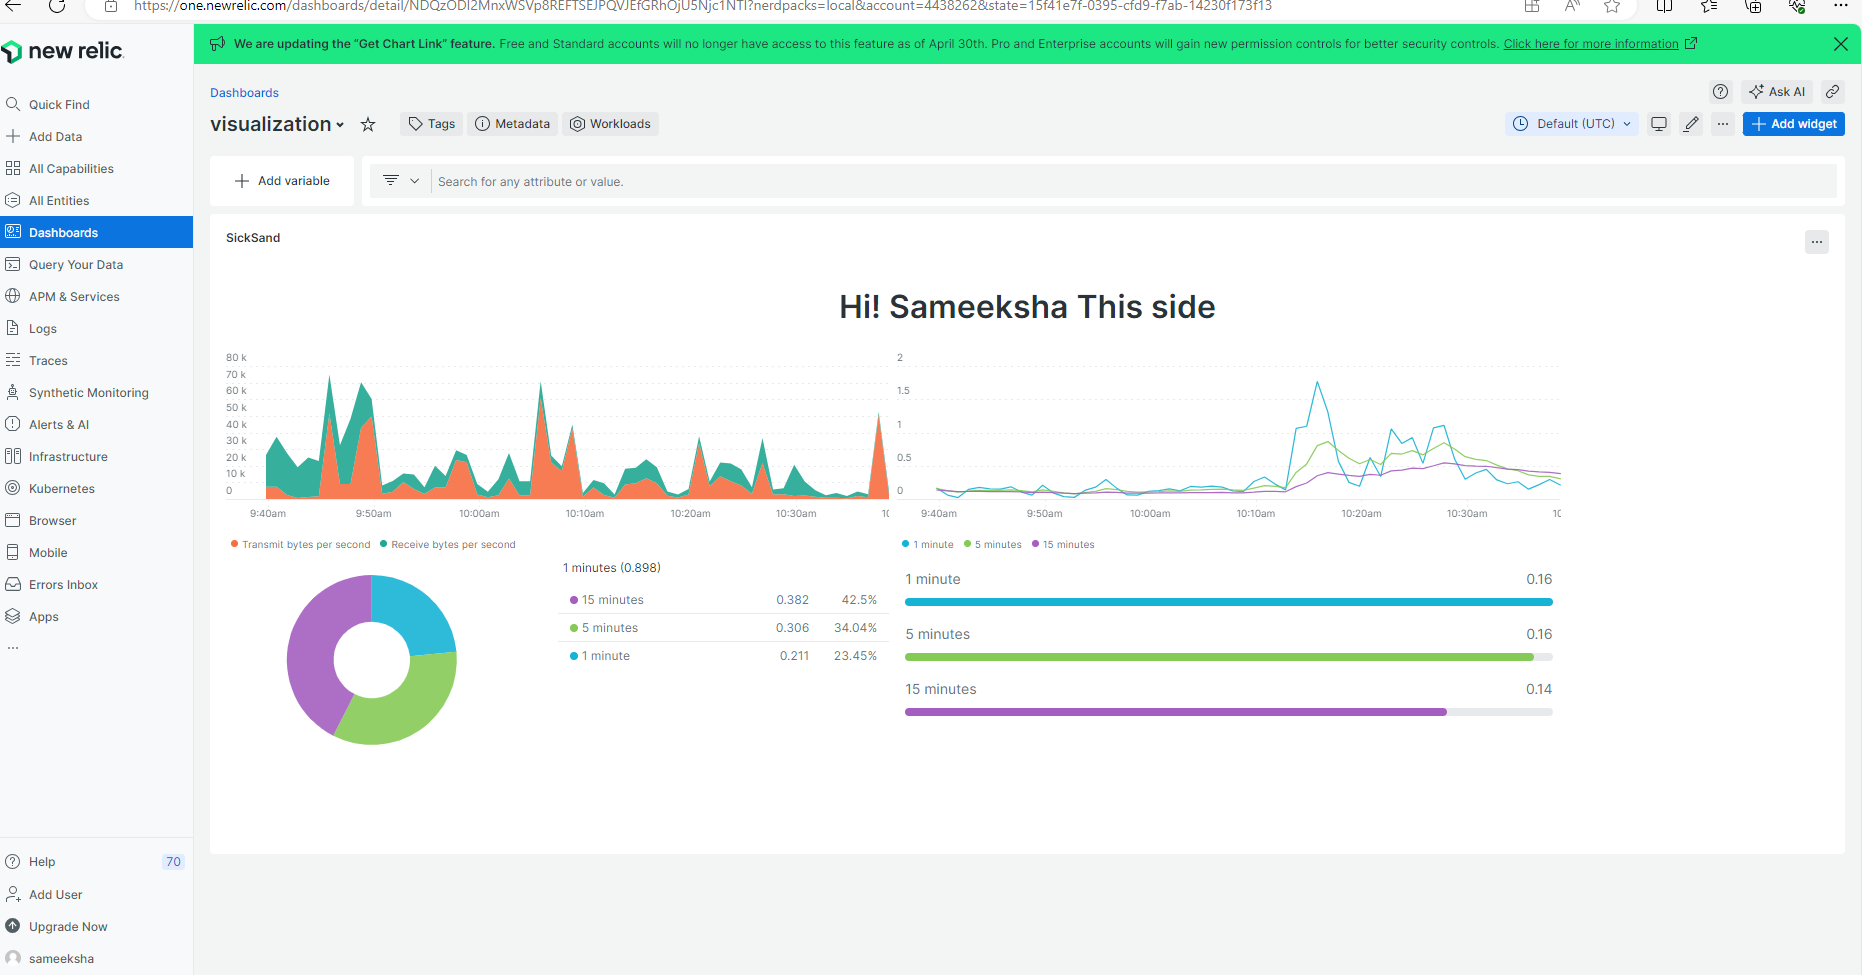 https://one.newrelic.com/dashboards/detail/NDQzODI2MnxWSVp8REFTSEJPQVJEfGRhOjU5Njc1NTI?nerdpacks=local&account=4438262&state=15f41e7f-0395-cfd9-f7ab-14230f173f13
new relic.
We are updating the “Get Chart Link” feature. Free and Standard accounts will no longer have access to this feature as of April 30th. Pro and Enterprise accounts will gain new permission controls for better security controls. Click here for more information
Quick Find
Add Data
All Capabilities
All Entities
Dashboards
Query Your Data
APM & Services
Logs
Traces
Synthetic Monitoring
Alerts & AI
Infrastructure
Kubernetes
Browser
Mobile
Errors Inbox
Apps
...
Help 70
Add User
Upgrade Now
sameeksha
Dashboards
Ask AI
visualization
Tags Metadata Workloads
Default (UTC)
Add widget
Add variable
Search for any attribute or value.
SickSand
Hi! Sameeksha This side
80 k
70 k
60 k
50 k
40 k
30 k
20 k
10 k
0
9:40am 9:50am 10:00am 10:10am 10:20am 10:30am 10
Transmit bytes per second Receive bytes per second
2
1.5
1
0.5
0
9:40am 9:50am 10:00am 10:10am 10:20am 10:30am 10
1 minute 5 minutes 15 minutes
1 minutes (0.898)
15 minutes 0.382 42.5%
5 minutes 0.306 34.04%
1 minute 0.211 23.45%
1 minute 0.16
5 minutes 0.16
15 minutes 0.14